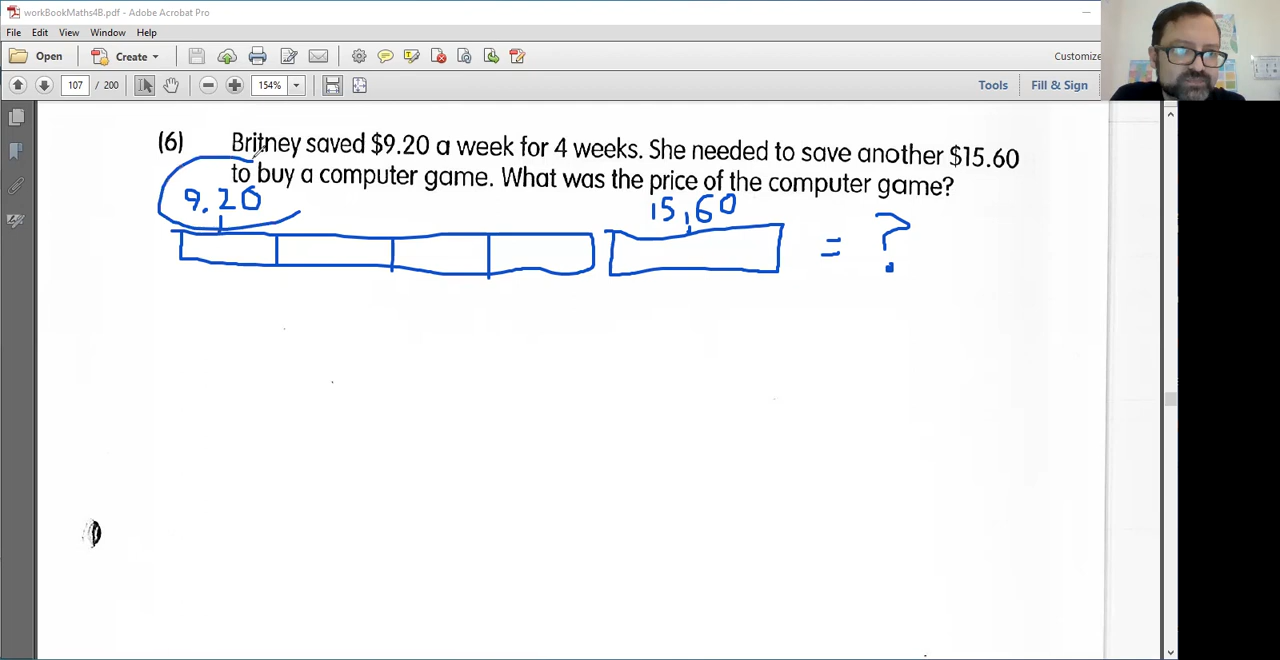 workBookMaths4B.pdf - Adobe Acrobat Pro
File Edit View Window Help
Open Create Customize
107 / 200 154% Tools Fill & Sign
(6) Britney saved $9.20 a week for 4 weeks. She needed to save another $15.60
to buy a computer game. What was the price of the computer game?
9.20 15,60
= ?